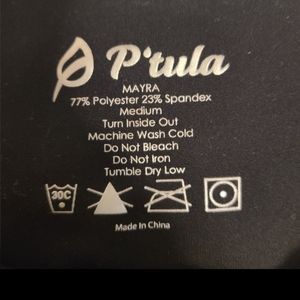 P'tula
MAYRA
77% Polyester 23% Spandex
Medium
Turn Inside Out
Machine Wash Cold
Do Not Bleach
Do Not Iron
Tumble Dry Low
30C
Made In China